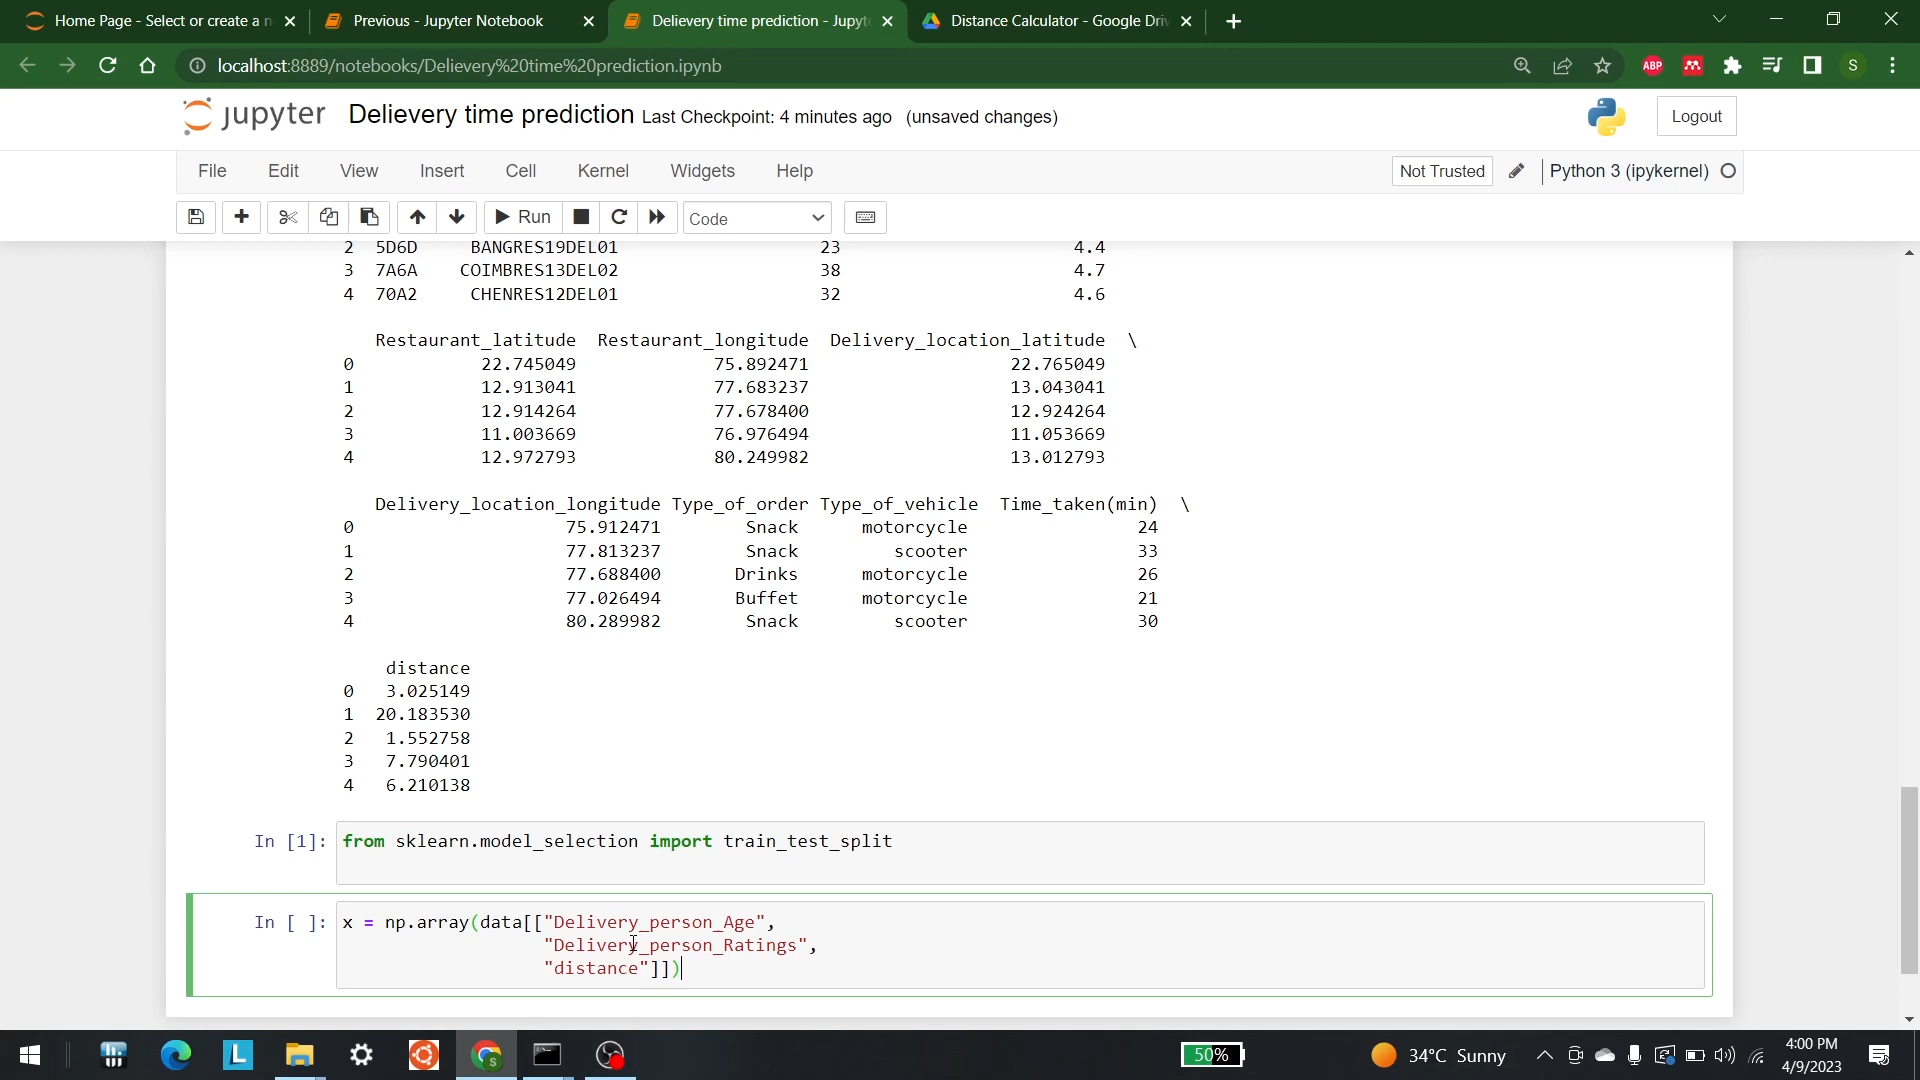 Home Page - Select or create a n
Previous - Jupyter Notebook
Delievery time prediction - Jupyt
Distance Calculator - Google Driv
localhost:8889/notebooks/Delievery%20time%20prediction.ipynb
ABP
S
jupyter Delievery time prediction Last Checkpoint: 4 minutes ago (unsaved changes)
Logout
File Edit View Insert Cell Kernel Widgets Help
Not Trusted
Python 3 (ipykernel)
Run
Code
2 5D6D BANGRES19DEL01 23 4.4
3 7A6A COIMBRES13DEL02 38 4.7
4 70A2 CHENRES12DEL01 32 4.6
Restaurant_latitude Restaurant_longitude Delivery_location_latitude \
0 22.745049 75.892471 22.765049
1 12.913041 77.683237 13.043041
2 12.914264 77.678400 12.924264
3 11.003669 76.976494 11.053669
4 12.972793 80.249982 13.012793
Delivery_location_longitude Type_of_order Type_of_vehicle Time_taken(min) \
0 75.912471 Snack motorcycle 24
1 77.813237 Snack scooter 33
2 77.688400 Drinks motorcycle 26
3 77.026494 Buffet motorcycle 21
4 80.289982 Snack scooter 30
distance
0 3.025149
1 20.183530
2 1.552758
3 7.790401
4 6.210138
In [1]: from sklearn.model_selection import train_test_split
In [ ]: x = np.array(data[["Delivery_person_Age",
"Delivery_person_Ratings",
"distance"]])
L
S
50%
34°C Sunny
4:00 PM
4/9/2023